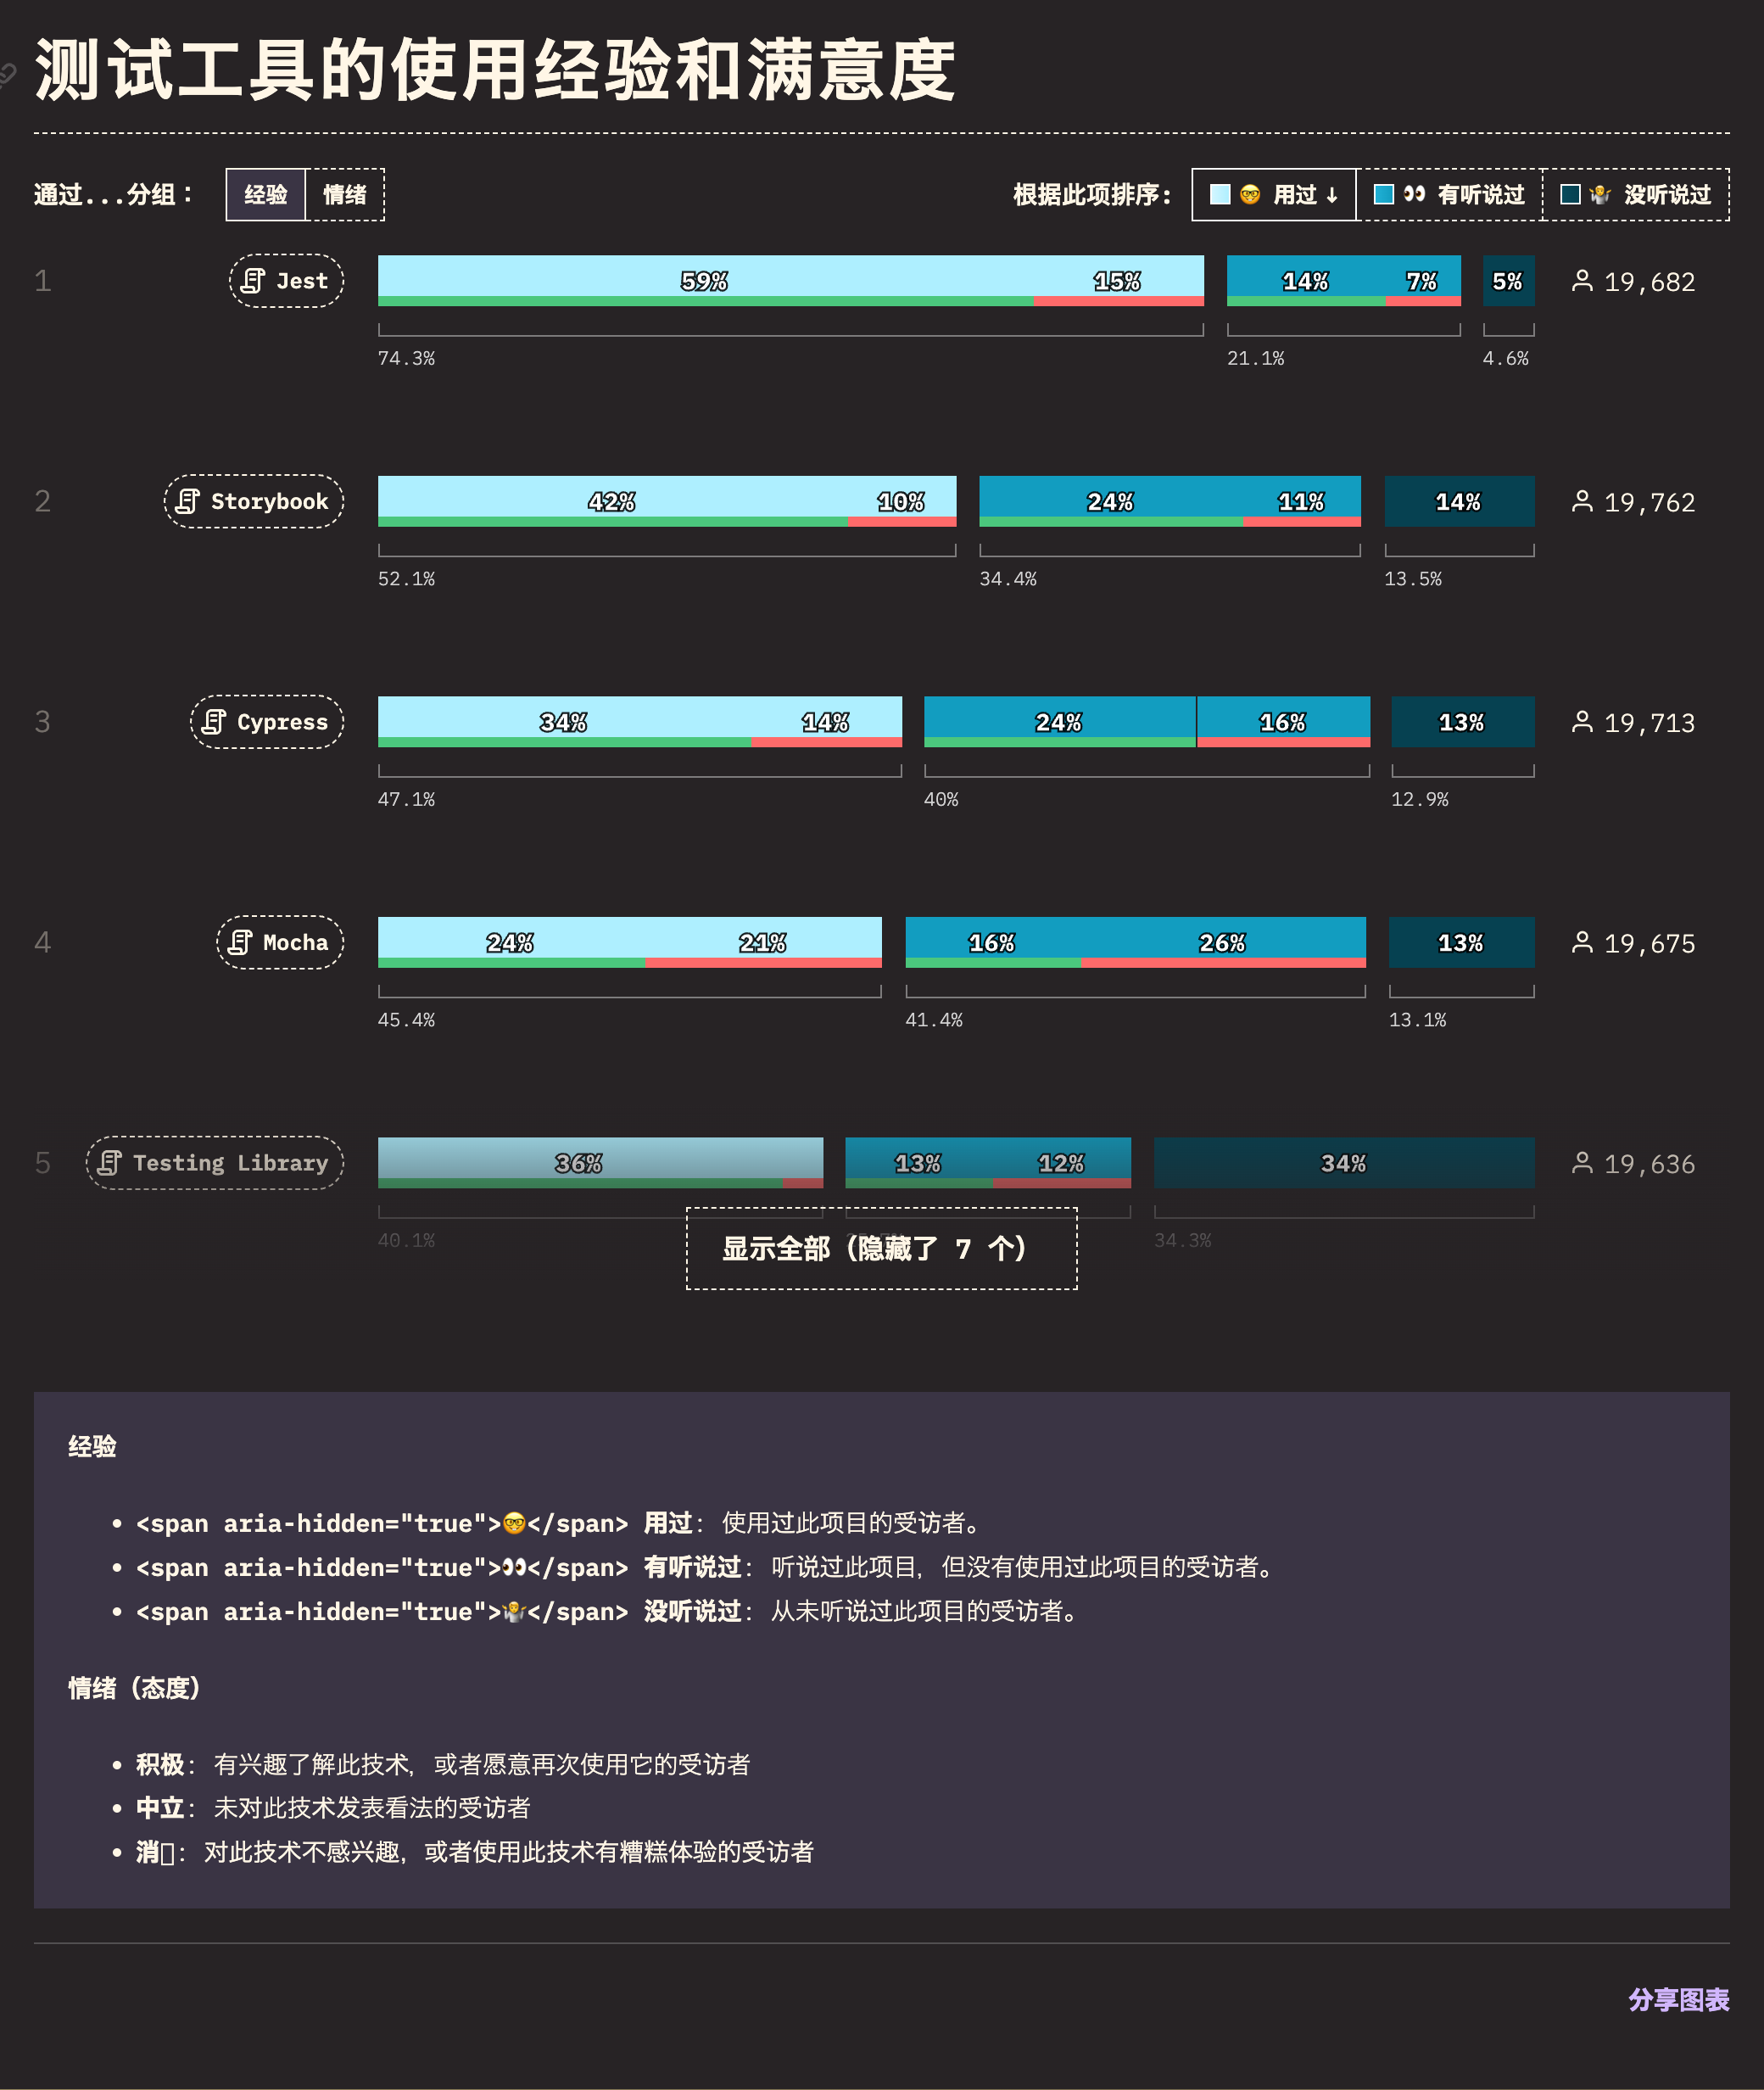 测试工具的使用经验和满意度
通过...分组： 经验 情绪 根据此项排序： 🤓 用过 ↓ 👀 有听说过 🤷 没听说过
1 Jest 59% 15% 14% 7% 5% 19,682
74.3% 21.1% 4.6%
2 Storybook 42% 10% 24% 11% 14% 19,762
52.1% 34.4% 13.5%
3 Cypress 34% 14% 24% 16% 13% 19,713
47.1% 40% 12.9%
4 Mocha 24% 21% 16% 26% 13% 19,675
45.4% 41.4% 13.1%
5 Testing Library 36% 13% 12% 34% 19,636
40.1% 34.3%
显示全部（隐藏了 7 个）
经验
• <span aria-hidden="true">🤓</span> 用过： 使用过此项目的受访者。
• <span aria-hidden="true">👀</span> 有听说过： 听说过此项目，但没有使用过此项目的受访者。
• <span aria-hidden="true">🤷</span> 没听说过： 从未听说过此项目的受访者。
情绪（态度）
• 积极： 有兴趣了解此技术，或者愿意再次使用它的受访者
• 中立： 未对此技术发表看法的受访者
• 消▯： 对此技术不感兴趣，或者使用此技术有糟糕体验的受访者
分享图表